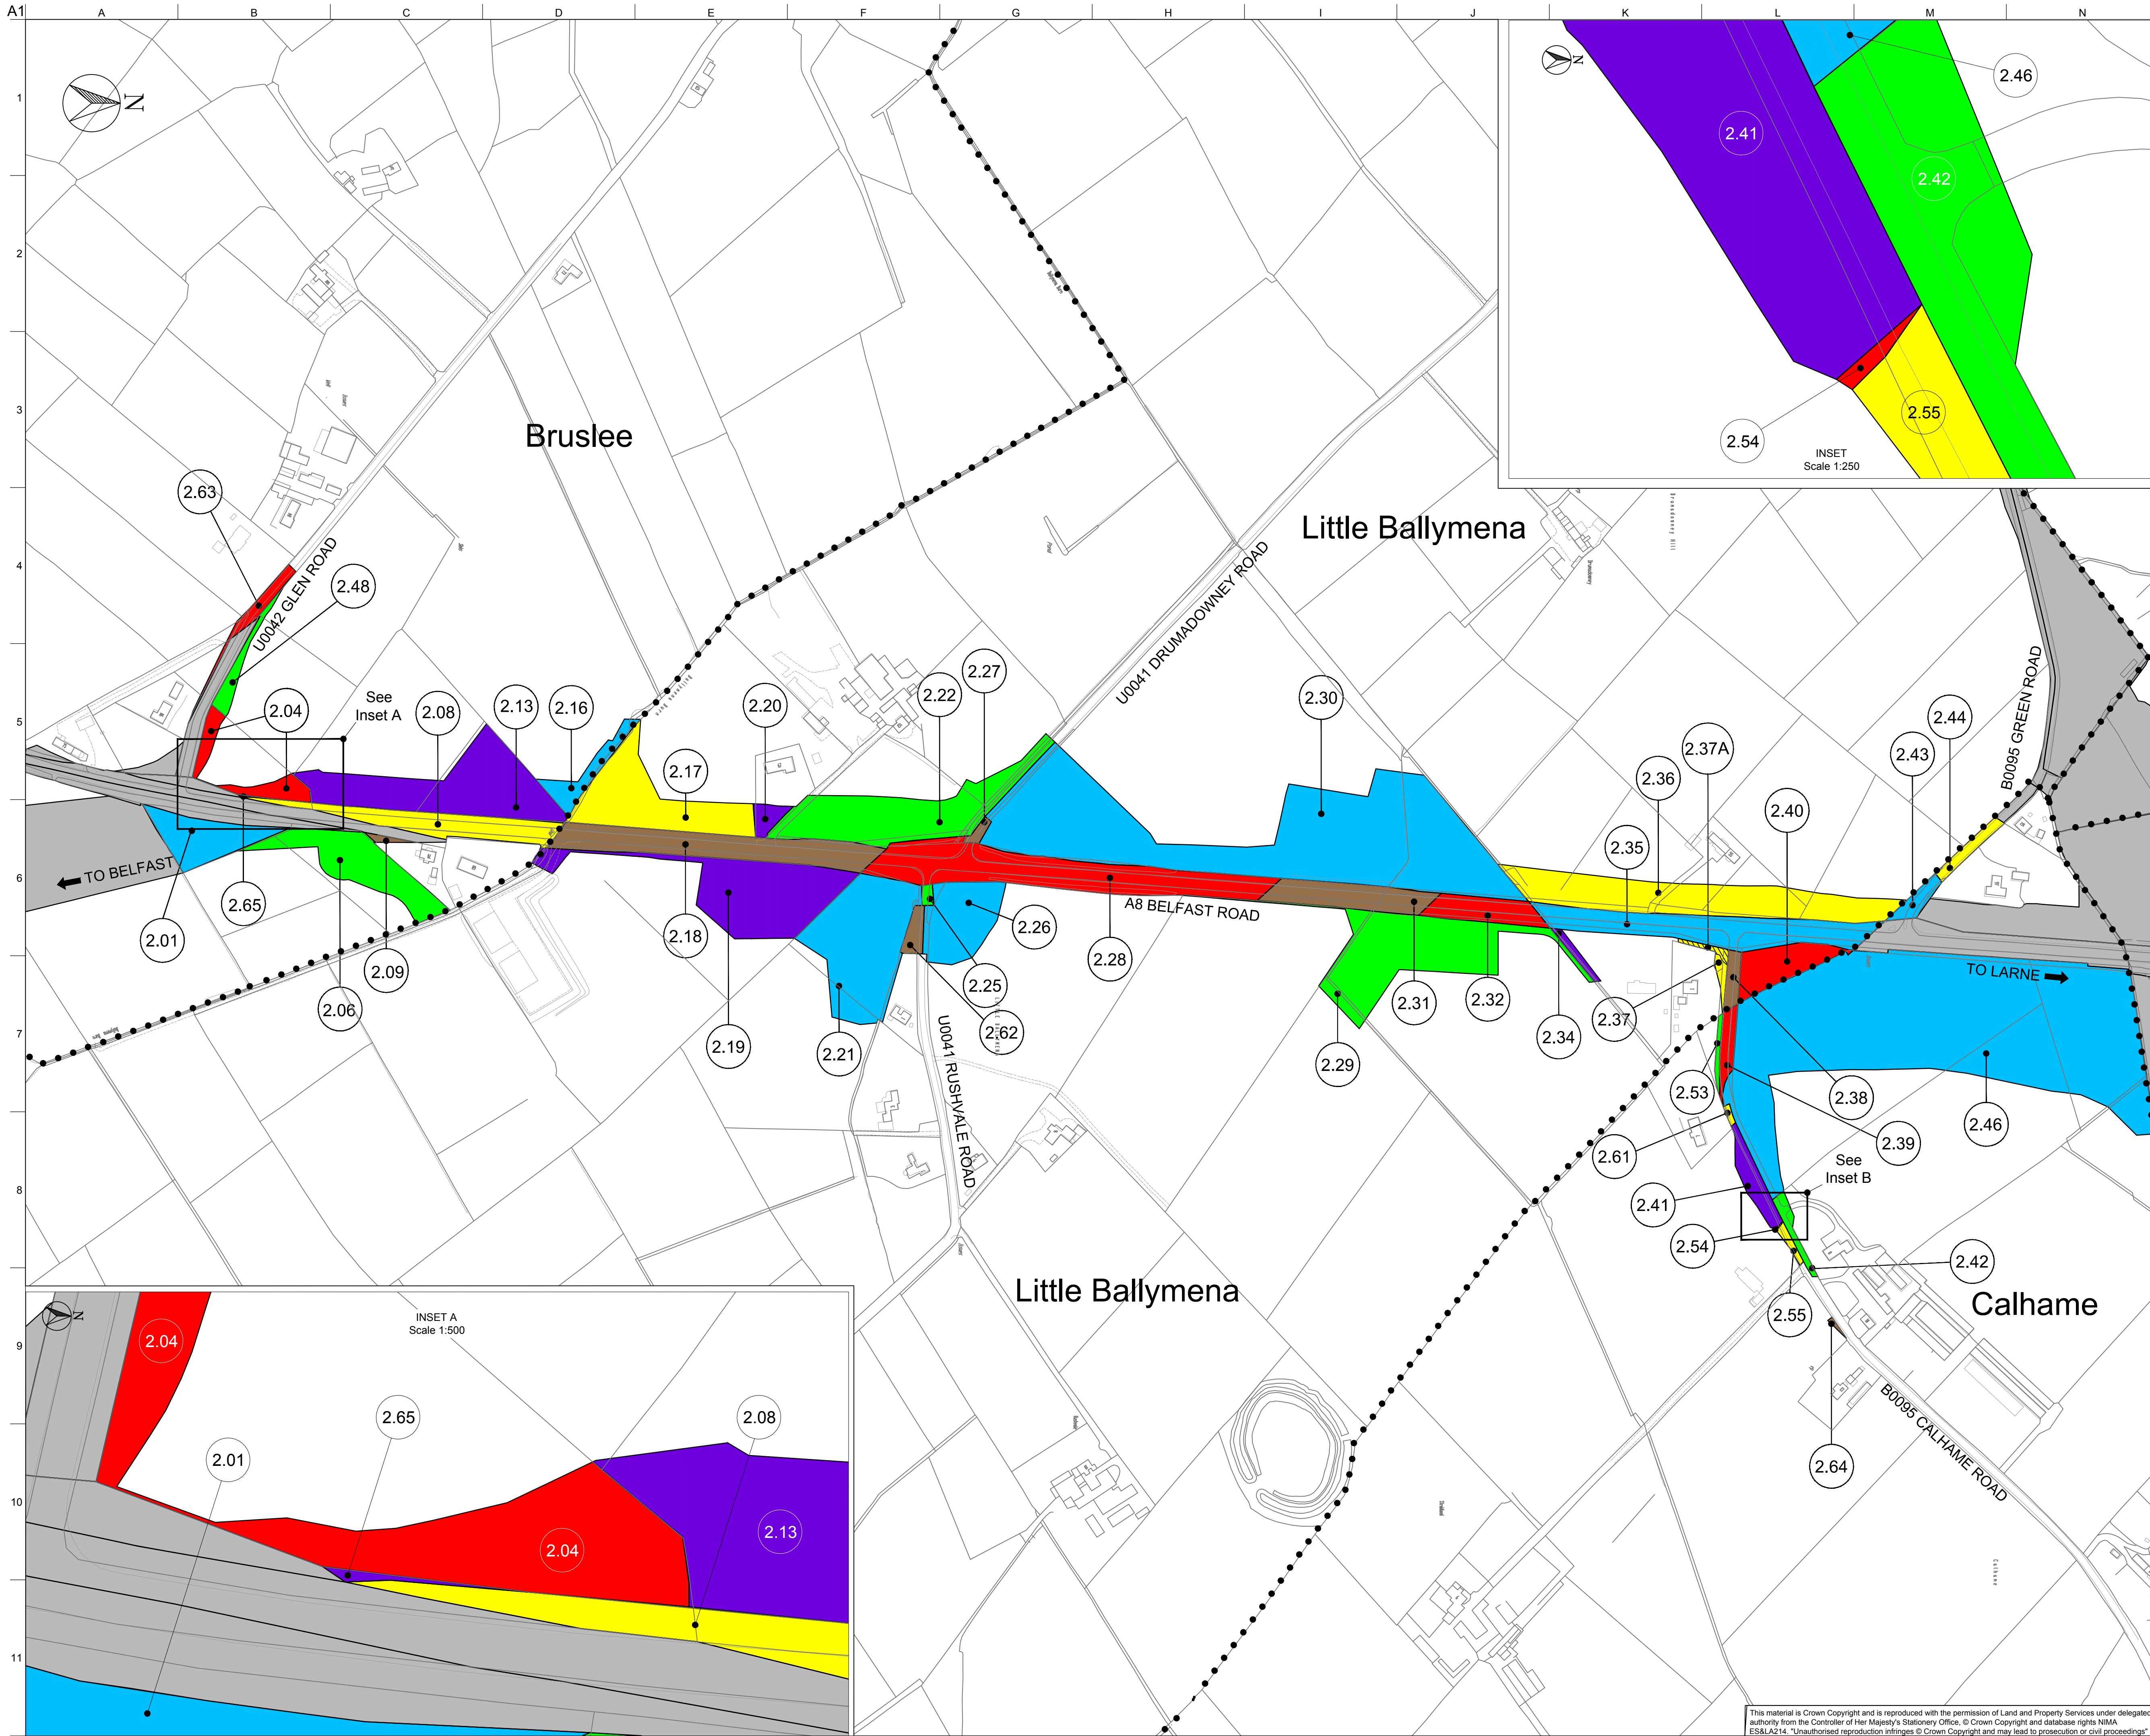 A1
A B C D E F G H I J K L M N
1
2
3
4
5
6
7
8
9
10
11
N
N
2.46
2.41
2.42
2.55
2.54
INSET
Scale 1:250
Bruslee
Little Ballymena
2.63
U0042 GLEN ROAD
2.48
See
Inset A
2.04
2.08
2.13
2.16
2.17
2.20
2.22
2.27
U0041 DRUMADOWNEY ROAD
2.30
2.36
2.37A
2.40
2.43
2.44
B0095 GREEN ROAD
2.35
TO BELFAST
2.01
2.65
2.06
2.09
2.18
2.19
2.21
2.62
2.25
2.26
2.28
A8 BELFAST ROAD
2.29
2.31
2.32
2.34
2.37
TO LARNE
2.53
2.38
2.39
2.46
2.61
2.41
2.54
See
Inset B
2.42
2.55
2.64
U0041 RUSHVALE ROAD
Little Ballymena
Calhame
B0095 CALHAME ROAD
N
INSET A
Scale 1:500
2.04
2.65
2.08
2.01
2.04
2.13
This material is Crown Copyright and is reproduced with the permission of Land and Property Services under delegated
authority from the Controller of Her Majesty's Stationery Office, © Crown Copyright and database rights NIMA
ES&LA214. "Unauthorised reproduction infringes © Crown Copyright and may lead to prosecution or civil proceedings"